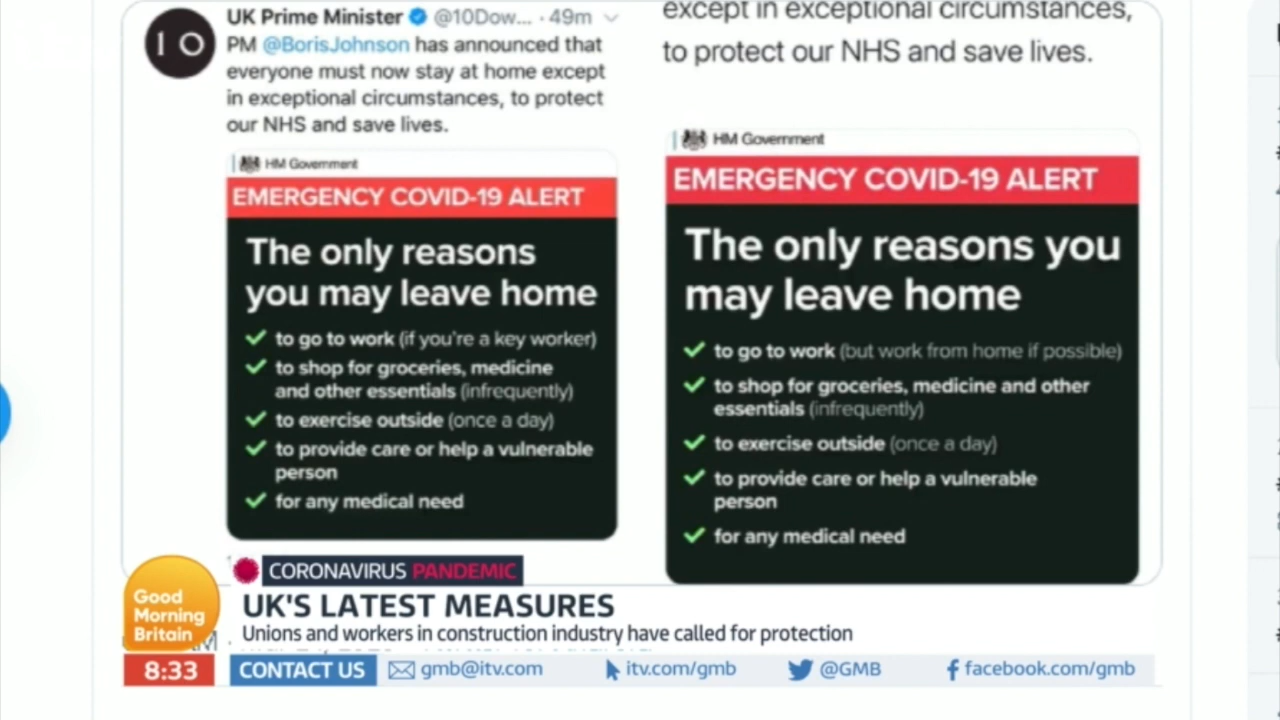 10
UK Prime Minister @10Dow... · 49m
PM @BorisJohnson has announced that
everyone must now stay at home except
in exceptional circumstances, to protect
our NHS and save lives.
HM Government
EMERGENCY COVID-19 ALERT
The only reasons
you may leave home
to go to work (if you're a key worker)
to shop for groceries, medicine
and other essentials (infrequently)
to exercise outside (once a day)
to provide care or help a vulnerable
person
for any medical need
except in exceptional circumstances,
to protect our NHS and save lives.
HM Government
EMERGENCY COVID-19 ALERT
The only reasons you
may leave home
to go to work (but work from home if possible)
to shop for groceries, medicine and other
essentials (infrequently)
to exercise outside (once a day)
to provide care or help a vulnerable
person
for any medical need
CORONAVIRUS PANDEMIC
Good
Morning
Britain
UK'S LATEST MEASURES
Unions and workers in construction industry have called for protection
8:33
CONTACT US gmb@itv.com itv.com/gmb @GMB facebook.com/gmb